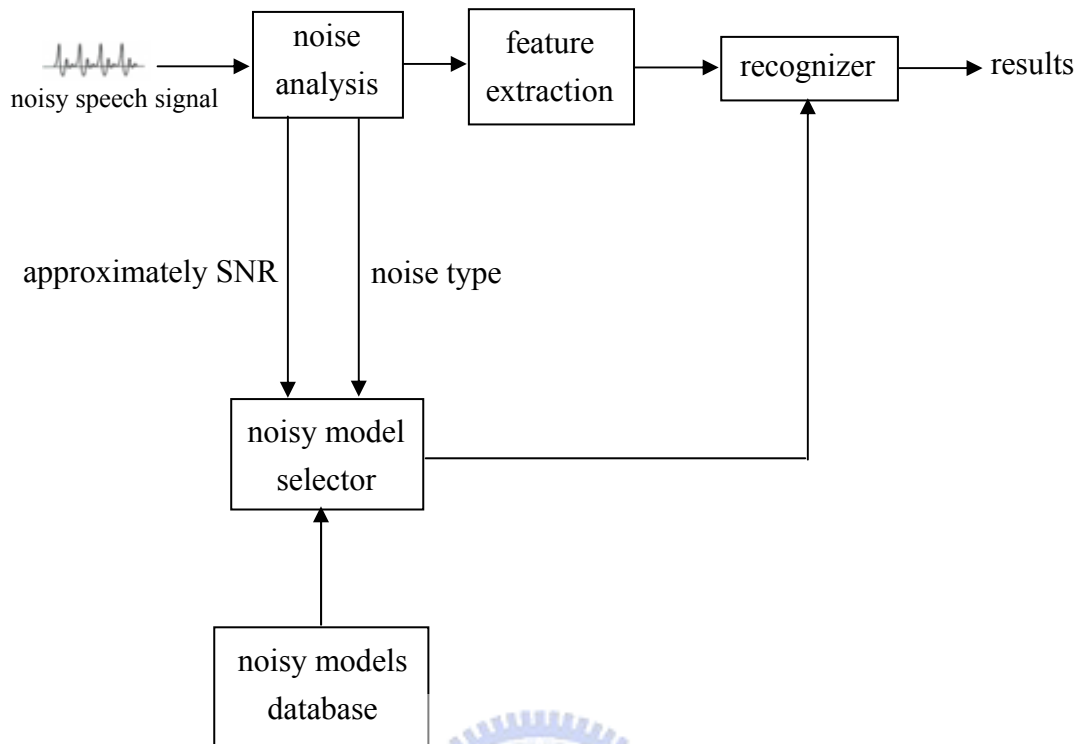 noise
analysis
feature
extraction
recognizer
results
noisy speech signal
approximately SNR
noise type
noisy model
selector
noisy models
database